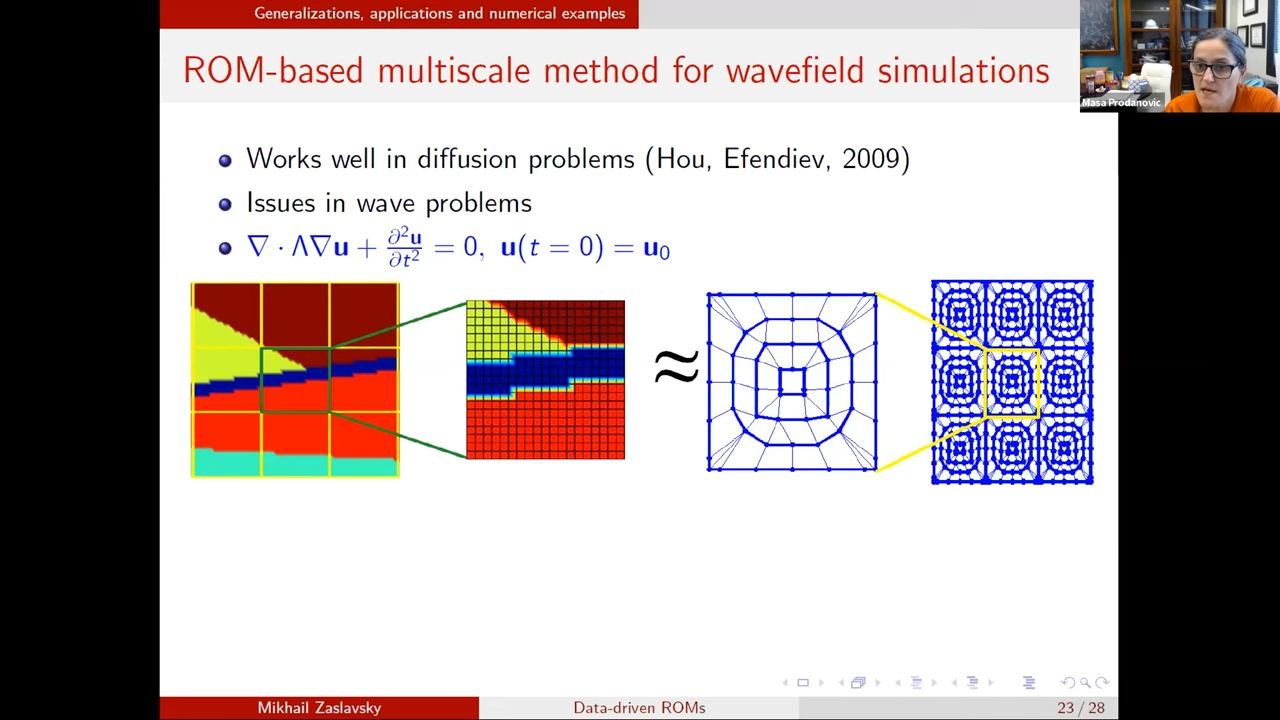 Generalizations, applications and numerical examples
ROM-based multiscale method for wavefield simulations
Masa Prodanovic
Works well in diffusion problems (Hou, Efendiev, 2009)
Issues in wave problems
∇ · Λ∇u + ∂²u/∂t² = 0, u(t = 0) = u₀
≈
Mikhail Zaslavsky
Data-driven ROMs
23 / 28